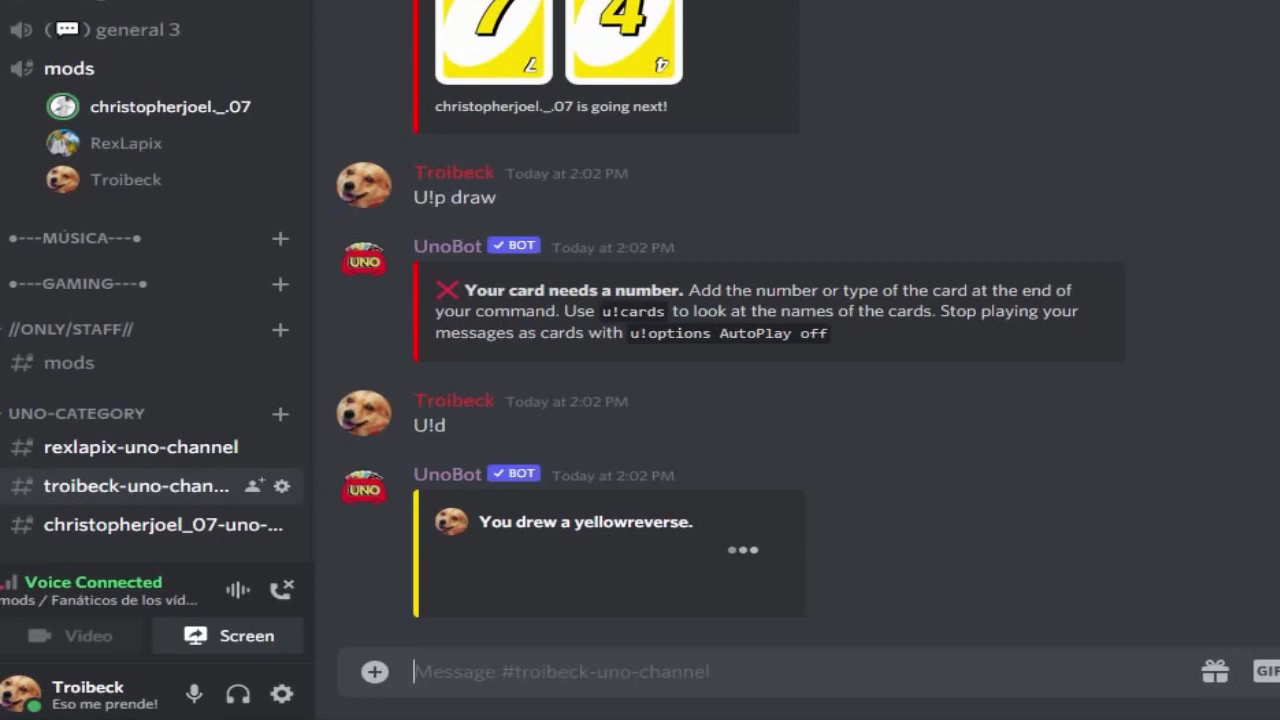 general 3
mods
christopherjoel._.07
RexLapix
Troibeck
●---MÚSICA---●
●---GAMING---●
//ONLY/STAFF//
mods
UNO-CATEGORY
rexlapix-uno-channel
troibeck-uno-chan...
christopherjoel_07-uno-...
Voice Connected
mods / Fanáticos de los víd...
Video
Screen
Troibeck
Eso me prende!
7 4
7 4
christopherjoel._.07 is going next!
Troibeck Today at 2:02 PM
U!p draw
UNO
UnoBot BOT Today at 2:02 PM
Your card needs a number. Add the number or type of the card at the end of
your command. Use u!cards to look at the names of the cards. Stop playing your
messages as cards with u!options AutoPlay off
Troibeck Today at 2:02 PM
U!d
UNO
UnoBot BOT Today at 2:02 PM
You drew a yellowreverse.
Message #troibeck-uno-channel
GIF